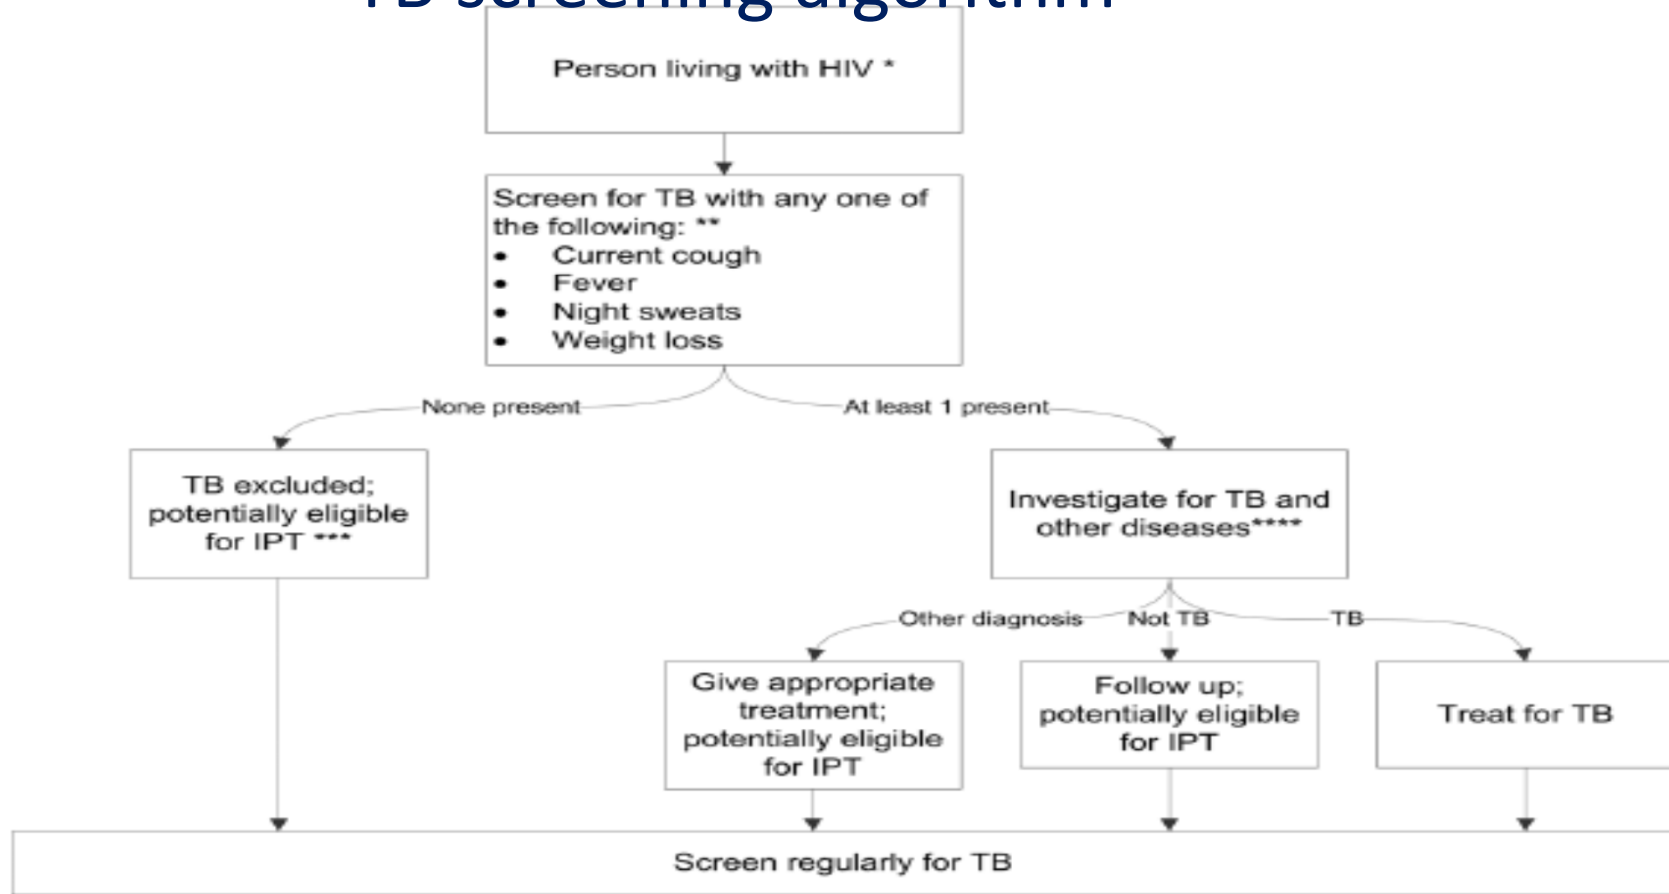 TB screening algorithm
Person living with HIV *
Screen for TB with any one of
the following: **
• Current cough
• Fever
• Night sweats
• Weight loss
None present
At least 1 present
TB excluded;
potentially eligible
for IPT ***
Investigate for TB and
other diseases****
Other diagnosis
Not TB
TB
Give appropriate
treatment;
potentially eligible
for IPT
Follow up;
potentially eligible
for IPT
Treat for TB
Screen regularly for TB